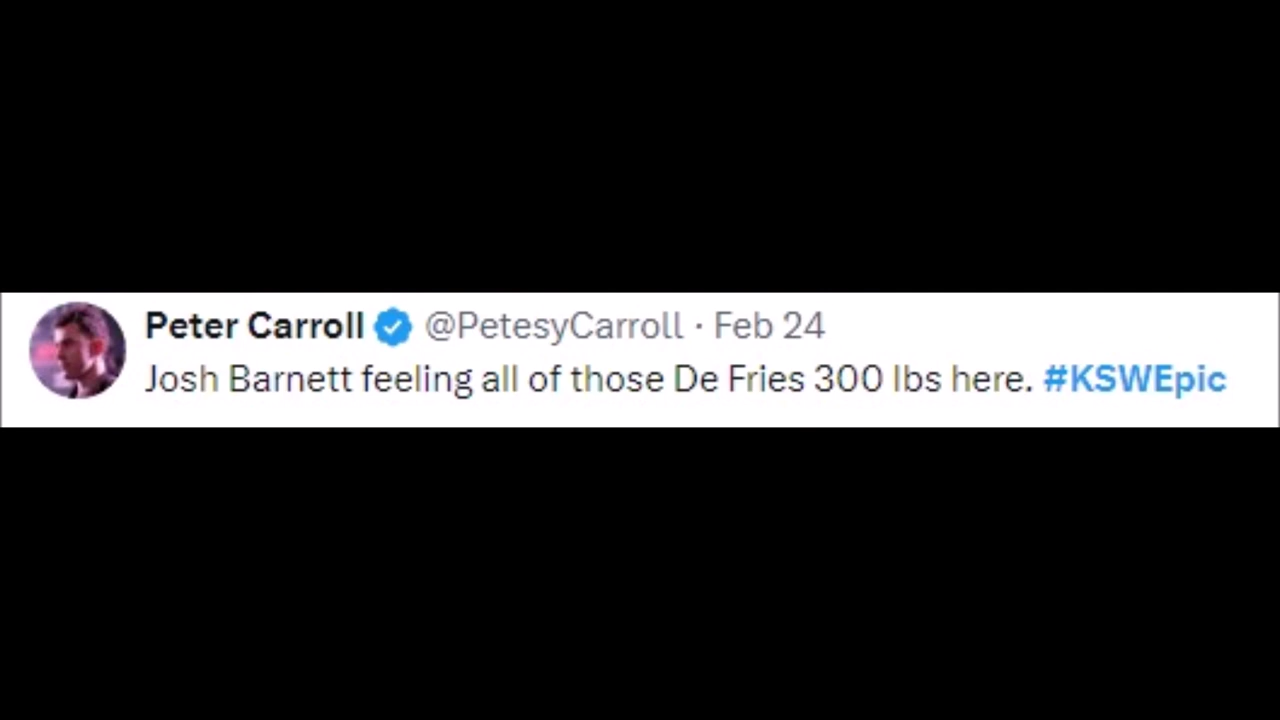 Peter Carroll @PetesyCarroll · Feb 24
Josh Barnett feeling all of those De Fries 300 lbs here. #KSWEpic